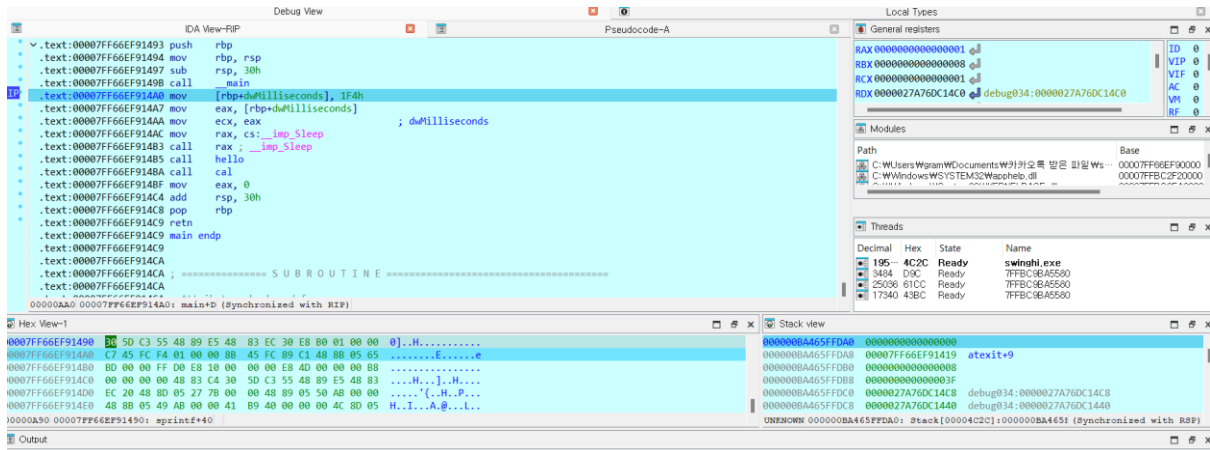 Debug View
Local Types
IDA View-RIP
Pseudocode-A
.text:00007FF66EF91493 push rbp
.text:00007FF66EF91494 mov rbp, rsp
.text:00007FF66EF91497 sub rsp, 30h
.text:00007FF66EF9149B call __main
.text:00007FF66EF914A0 mov [rbp+dwMilliseconds], 1F4h
.text:00007FF66EF914A7 mov eax, [rbp+dwMilliseconds]
.text:00007FF66EF914AA mov ecx, eax ; dwMilliseconds
.text:00007FF66EF914AC mov rax, cs:__imp_Sleep
.text:00007FF66EF914B3 call rax ; __imp_Sleep
.text:00007FF66EF914B5 call hello
.text:00007FF66EF914BA call cal
.text:00007FF66EF914BF mov eax, 0
.text:00007FF66EF914C4 add rsp, 30h
.text:00007FF66EF914C8 pop rbp
.text:00007FF66EF914C9 retn
.text:00007FF66EF914C9 main endp
.text:00007FF66EF914C9
.text:00007FF66EF914CA
.text:00007FF66EF914CA ; =============== S U B R O U T I N E =======================================
.text:00007FF66EF914CA
00000AA0 00007FF66EF914A0: main+D (Synchronized with RIP)
General registers
RAX 0000000000000001
RBX 0000000000000008
RCX 0000000000000001
RDX 0000027A76DC14C0 debug034:0000027A76DC14C0
ID 0
VIP 0
VIF 0
AC 0
VM 0
RF 0
Modules
Path Base
C:₩Users₩gram₩Documents₩카카오톡 받은 파일₩s··· 00007FF66EF90000
C:₩Windows₩SYSTEM32₩apphelp.dll 00007FFBC2F20000
Threads
Decimal Hex State Name
195··· 4C2C Ready swinghi.exe
3484 D9C Ready 7FFBC9BA5580
25036 61CC Ready 7FFBC9BA5580
17340 43BC Ready 7FFBC9BA5580
Hex View-1
00007FF66EF91490 30 5D C3 55 48 89 E5 48 83 EC 30 E8 B0 01 00 00 0]..H...........
00007FF66EF914A0 C7 45 FC F4 01 00 00 8B 45 FC 89 C1 48 8B 05 65 ........E......e
00007FF66EF914B0 BD 00 00 FF D0 E8 10 00 00 00 E8 4D 00 00 00 B8
00007FF66EF914C0 00 00 00 00 48 83 C4 30 5D C3 55 48 89 E5 48 83 ....H...]..H....
00007FF66EF914D0 EC 20 48 8D 05 27 7B 00 00 48 89 05 50 AB 00 00 .....'{..H..P...
00007FF66EF914E0 48 8B 05 49 AB 00 00 41 B9 40 00 00 00 4C 8D 05 H..I...A.@...L..
00000A90 00007FF66EF91490: sprintf+40
Stack view
000000BA465FFDA0 0000000000000000
000000BA465FFDA8 00007FF66EF91419 atexit+9
000000BA465FFDB0 0000000000000008
000000BA465FFDB8 000000000000003F
000000BA465FFDC0 0000027A76DC14C8 debug034:0000027A76DC14C8
000000BA465FFDC8 0000027A76DC1440 debug034:0000027A76DC1440
UNKNOWN 000000BA465FFDA0: Stack[00004C2C]:000000BA465F (Synchronized with RSP)
Output